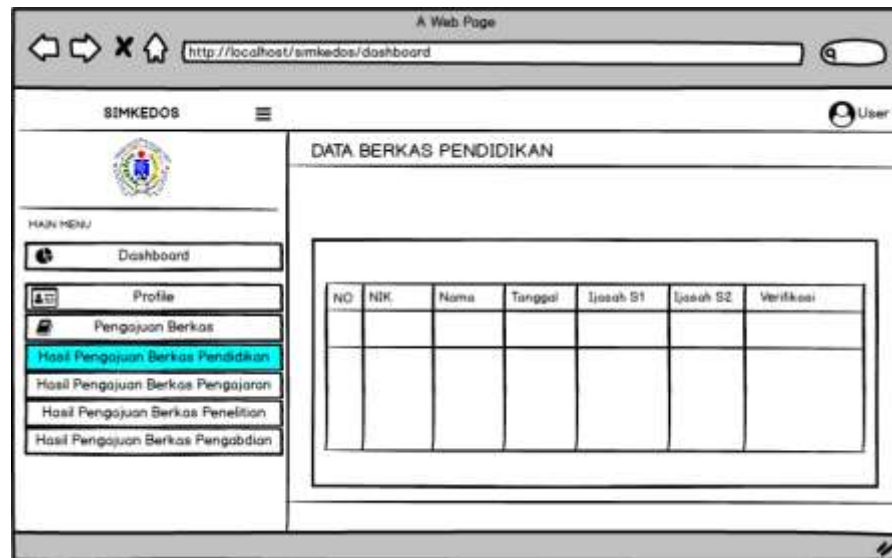 A Web Page
http://localhost/simkedos/dashboard
SIMKEDOS
User
DATA BERKAS PENDIDIKAN
MAIN MENU
Dashboard
Profile
Pengajuan Berkas
Hasil Pengajuan Berkas Pendidikan
Hasil Pengajuan Berkas Pengajaran
Hasil Pengajuan Berkas Penelitian
Hasil Pengajuan Berkas Pengabdian
NO NIK Nama Tanggal Ijasah S1 Ijasah S2 Verifikasi